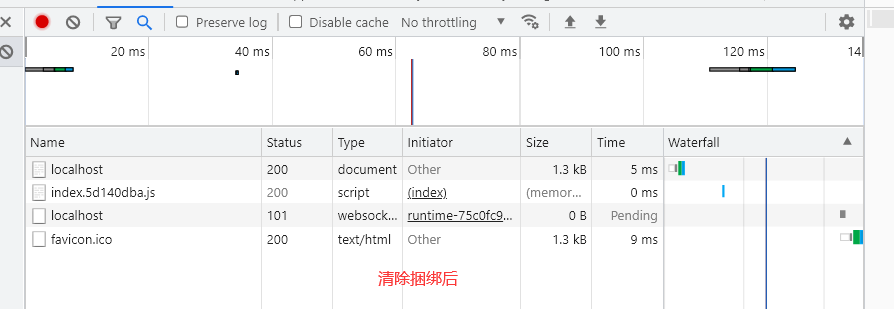 Preserve log Disable cache No throttling
20 ms 40 ms 60 ms 80 ms 100 ms 120 ms 14
Name Status Type Initiator Size Time Waterfall
localhost 200 document Other 1.3 kB 5 ms
index.5d140dba.js 200 script (index) (memor... 0 ms
localhost 101 websock... runtime-75c0fc9... 0 B Pending
favicon.ico 200 text/html Other 1.3 kB 9 ms
清除捆绑后